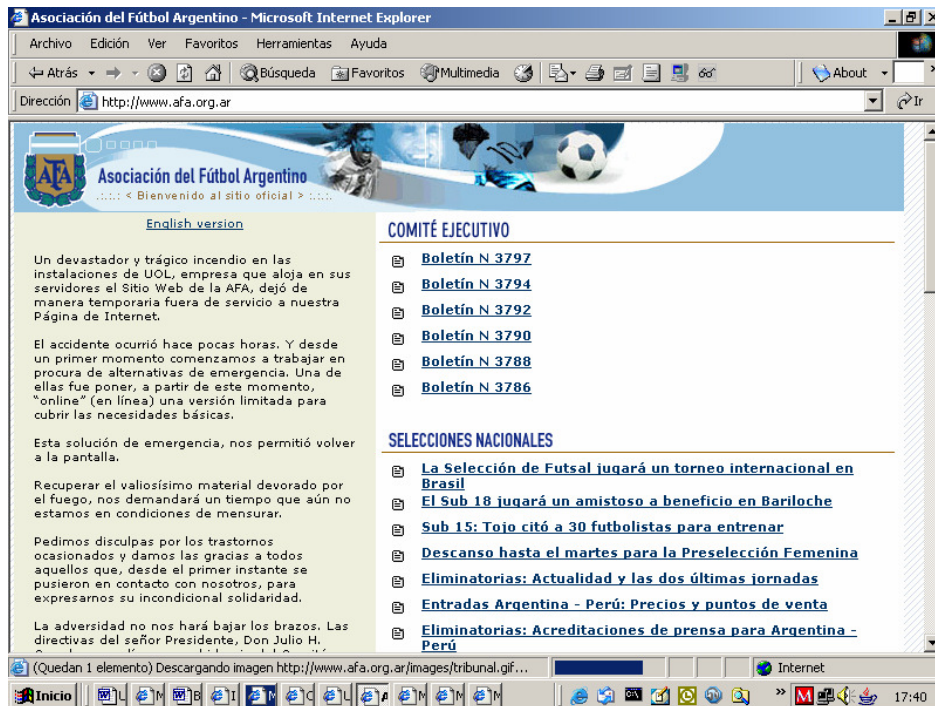 Asociación del Fútbol Argentino - Microsoft Internet Explorer
Archivo Edición Ver Favoritos Herramientas Ayuda
Atrás Búsqueda Favoritos Multimedia About
Dirección http://www.afa.org.ar Ir
AFA
Asociación del Fútbol Argentino
.:.:.: < Bienvenido al sitio oficial > :.:.:.
English version
Un devastador y trágico incendio en las
instalaciones de UOL, empresa que aloja en sus
servidores el Sitio Web de la AFA, dejó de
manera temporaria fuera de servicio a nuestra
Página de Internet.
El accidente ocurrió hace pocas horas. Y desde
un primer momento comenzamos a trabajar en
procura de alternativas de emergencia. Una de
ellas fue poner, a partir de este momento,
"online" (en línea) una versión limitada para
cubrir las necesidades básicas.
Esta solución de emergencia, nos permitió volver
a la pantalla.
Recuperar el valiosísimo material devorado por
el fuego, nos demandará un tiempo que aún no
estamos en condiciones de mensurar.
Pedimos disculpas por los trastornos
ocasionados y damos las gracias a todos
aquellos que, desde el primer instante se
pusieron en contacto con nosotros, para
expresarnos su incondicional solidaridad.
La adversidad no nos hará bajar los brazos. Las
directivas del señor Presidente, Don Julio H.
COMITÉ EJECUTIVO
Boletín N 3797
Boletín N 3794
Boletín N 3792
Boletín N 3790
Boletín N 3788
Boletín N 3786
SELECCIONES NACIONALES
La Selección de Futsal jugará un torneo internacional en
Brasil
El Sub 18 jugará un amistoso a beneficio en Bariloche
Sub 15: Tojo citó a 30 futbolistas para entrenar
Descanso hasta el martes para la Preselección Femenina
Eliminatorias: Actualidad y las dos últimas jornadas
Entradas Argentina - Perú: Precios y puntos de venta
Eliminatorias: Acreditaciones de prensa para Argentina -
Perú
(Quedan 1 elemento) Descargando imagen http://www.afa.org.ar/images/tribunal.gif... Internet
Inicio 17:40